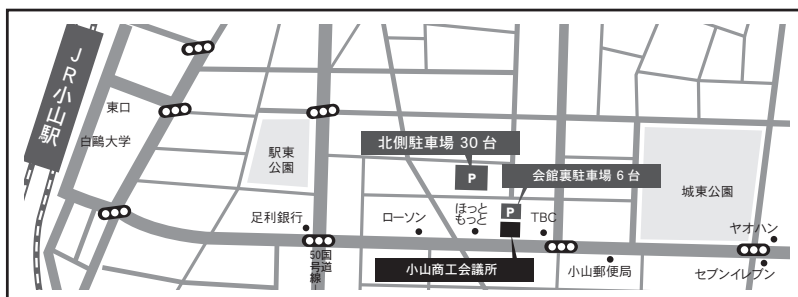 JR小山駅
東口
白鷗大学
駅東
公園
北側駐車場 30 台
P
会館裏駐車場 6 台
P
城東公園
足利銀行
ローソン
ほっと
もっと
TBC
ヤオハン
国道
50号線
小山商工会議所
小山郵便局
セブンイレブン